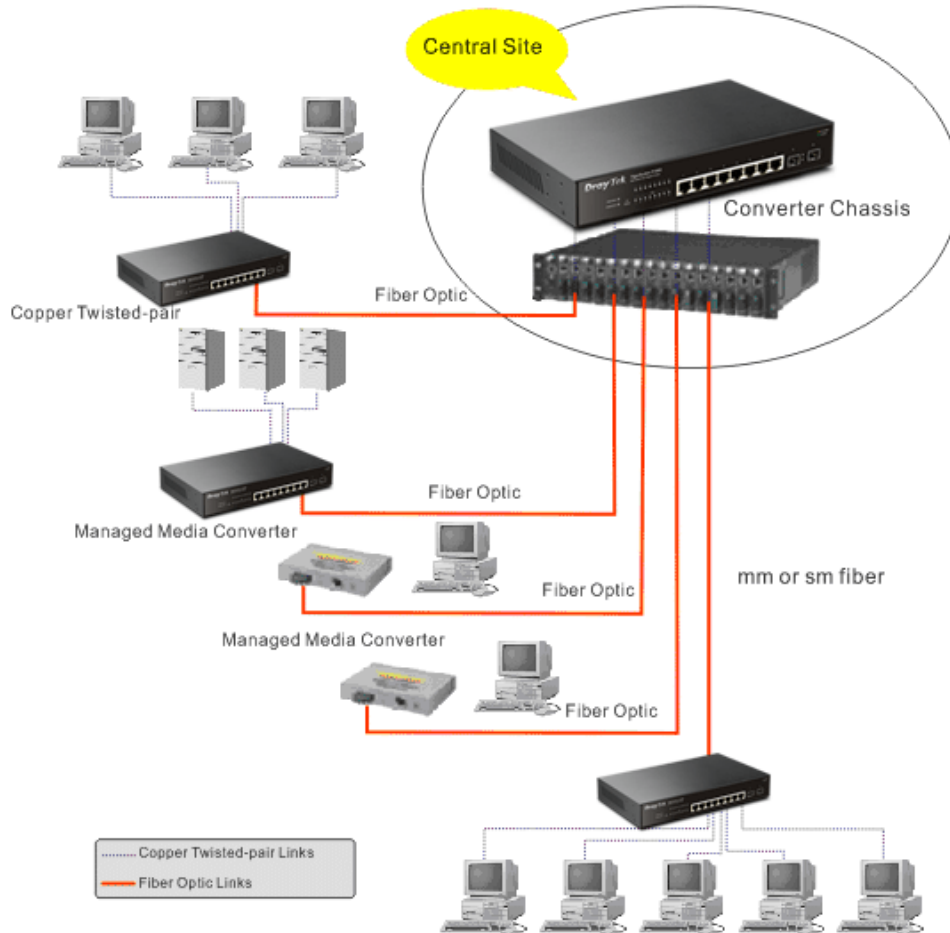 Central Site
DrayTek
Converter Chassis
Fiber Optic
Copper Twisted-pair
Fiber Optic
Managed Media Converter
Fiber Optic
mm or sm fiber
Managed Media Converter
Fiber Optic
Copper Twisted-pair Links
Fiber Optic Links